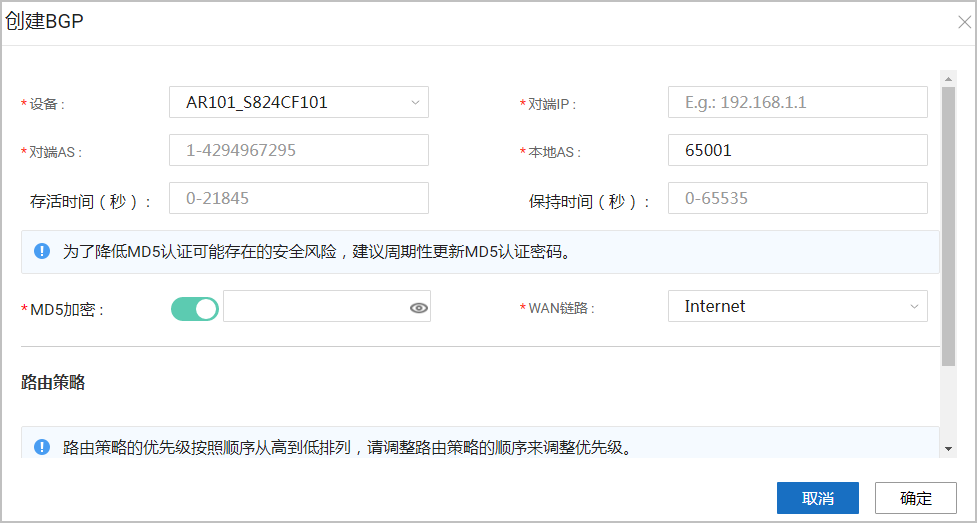 创建BGP
*设备： AR101_S824CF101 *对端IP： E.g.: 192.168.1.1
*对端AS： 1-4294967295 *本地AS： 65001
存活时间（秒）： 0-21845 保持时间（秒）： 0-65535
为了降低MD5认证可能存在的安全风险，建议周期性更新MD5认证密码。
*MD5加密： *WAN链路： Internet
路由策略
路由策略的优先级按照顺序从高到低排列，请调整路由策略的顺序来调整优先级。
取消 确定